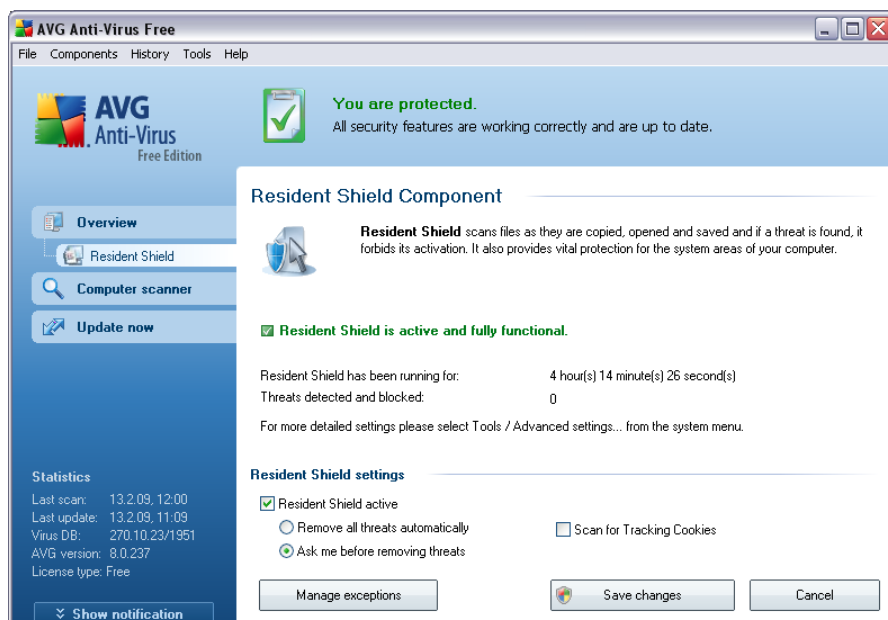 AVG Anti-Virus Free
File Components History Tools Help
AVG
Anti-Virus
Free Edition
You are protected.
All security features are working correctly and are up to date.
Overview
Resident Shield
Computer scanner
Update now
Resident Shield Component
Resident Shield scans files as they are copied, opened and saved and if a threat is found, it
forbids its activation. It also provides vital protection for the system areas of your computer.
Resident Shield is active and fully functional.
Resident Shield has been running for: 4 hour(s) 14 minute(s) 26 second(s)
Threats detected and blocked: 0
For more detailed settings please select Tools / Advanced settings... from the system menu.
Resident Shield settings
Resident Shield active
Remove all threats automatically
Scan for Tracking Cookies
Ask me before removing threats
Manage exceptions
Save changes
Cancel
Statistics
Last scan: 13.2.09, 12:00
Last update: 13.2.09, 11:09
Virus DB: 270.10.23/1951
AVG version: 8.0.237
License type: Free
Show notification